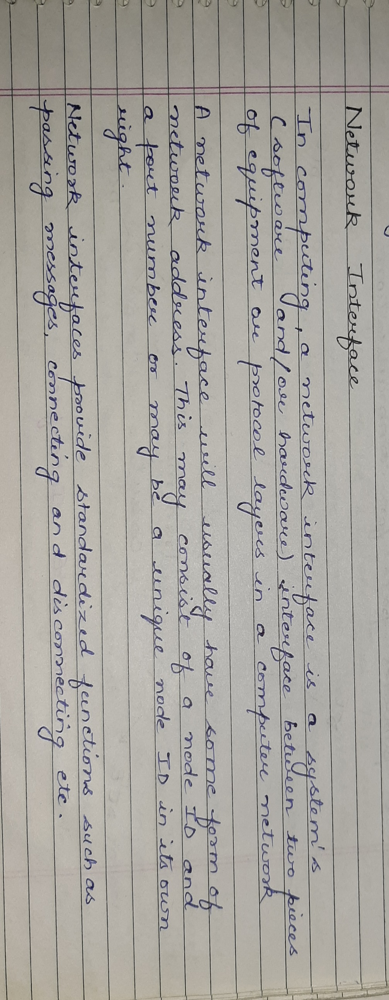 Network Interface
In computing, a network interface is a system's
(software and/or hardware) interface between two pieces
of equipment or protocol layers in a computer network
A network interface will usually have some form of
network address. This may consist of a node ID and
a port number or may be a unique node ID in its own
right.
Network interfaces provide standardized functions such as
passing messages, connecting and disconnecting etc.